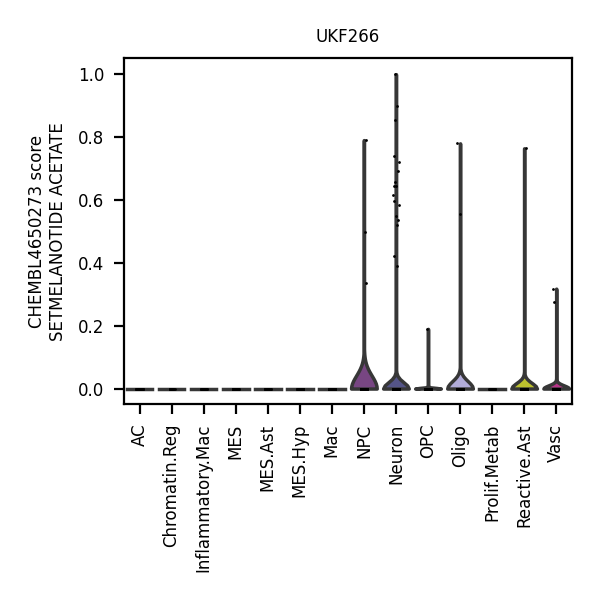 UKF266
CHEMBL4650273 score
SETMELANOTIDE ACETATE
1.0
0.8
0.6
0.4
0.2
0.0
AC
Chromatin.Reg
Inflammatory.Mac
MES
MES.Ast
MES.Hyp
Mac
NPC
Neuron
OPC
Oligo
Prolif.Metab
Reactive.Ast
Vasc